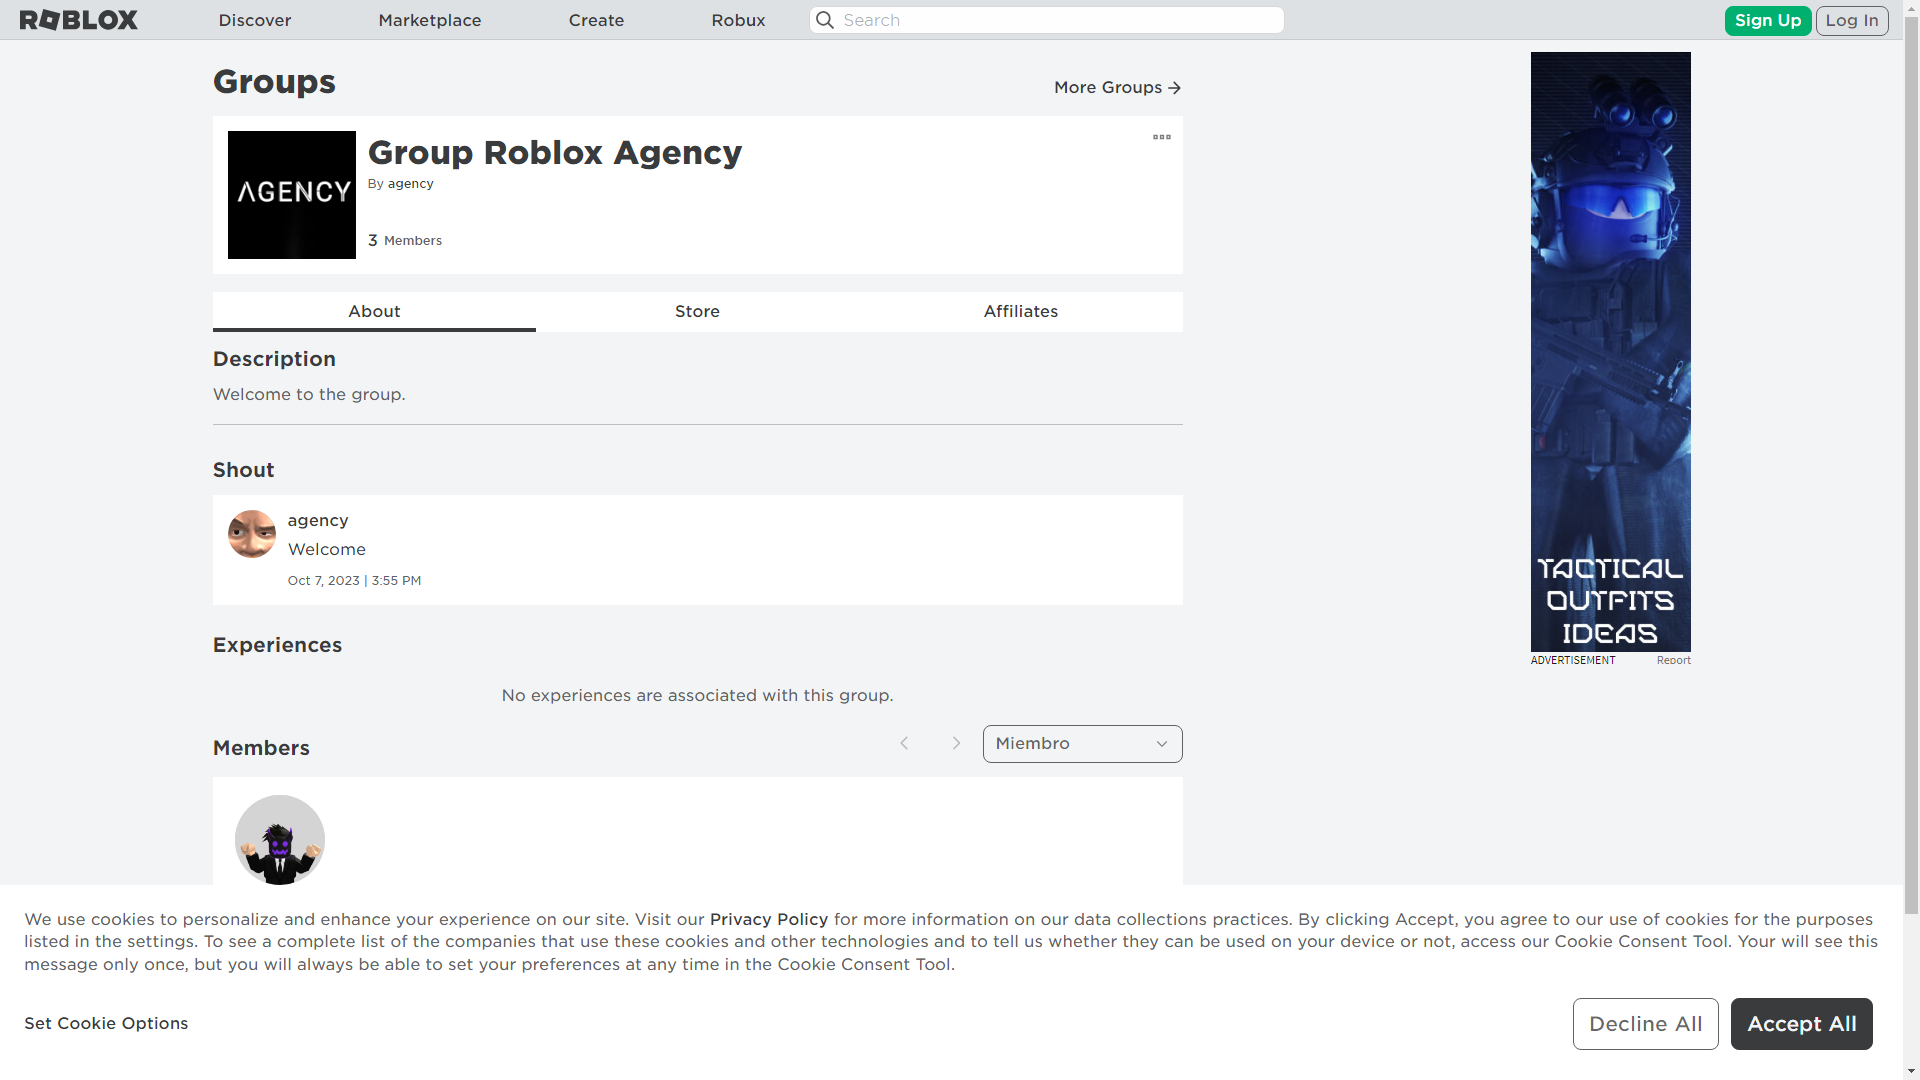 ROBLOX Discover Marketplace Create Robux Search Sign Up Log In
Groups
More Groups
AGENCY
Group Roblox Agency
By agency
3 Members
About Store Affiliates
Description
Welcome to the group.
Shout
agency
Welcome
Oct 7, 2023 | 3:55 PM
Experiences
No experiences are associated with this group.
Members
Miembro
TACTICAL
OUTFITS
IDEAS
ADVERTISEMENT Report
We use cookies to personalize and enhance your experience on our site. Visit our Privacy Policy for more information on our data collections practices. By clicking Accept, you agree to our use of cookies for the purposes
listed in the settings. To see a complete list of the companies that use these cookies and other technologies and to tell us whether they can be used on your device or not, access our Cookie Consent Tool. Your will see this
message only once, but you will always be able to set your preferences at any time in the Cookie Consent Tool.
Set Cookie Options
Decline All
Accept All